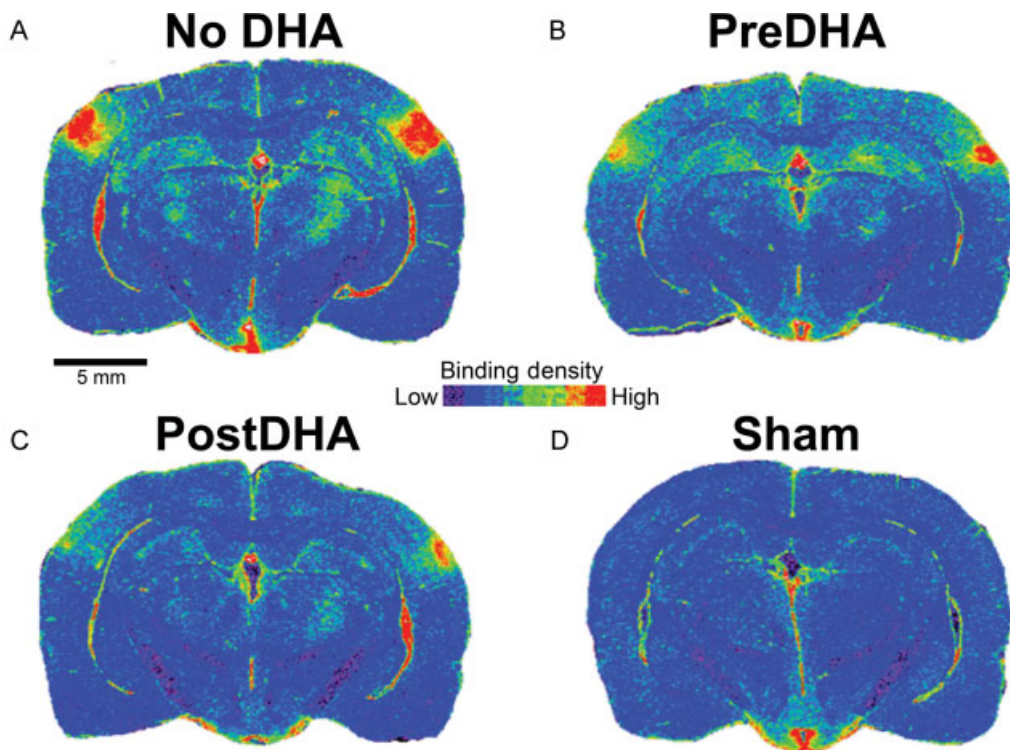 A No DHA
B PreDHA
5 mm
Binding density
Low High
C PostDHA
D Sham